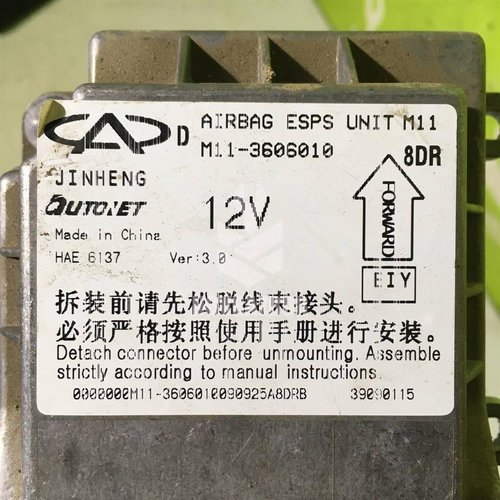 D AIRBAG ESPS UNIT M11
M11-3606010 8DR
JINHENG
AUTONET
12V
FORWARD
Made in China
HAE 6137 Ver:3.0
EIY
拆装前请先松脱线束接头。
必须严格按照使用手册进行安装。
Detach connector before unmounting. Assemble
strictly according to manual instructions.
0000000M11-3606010090925A8DRB 39090115